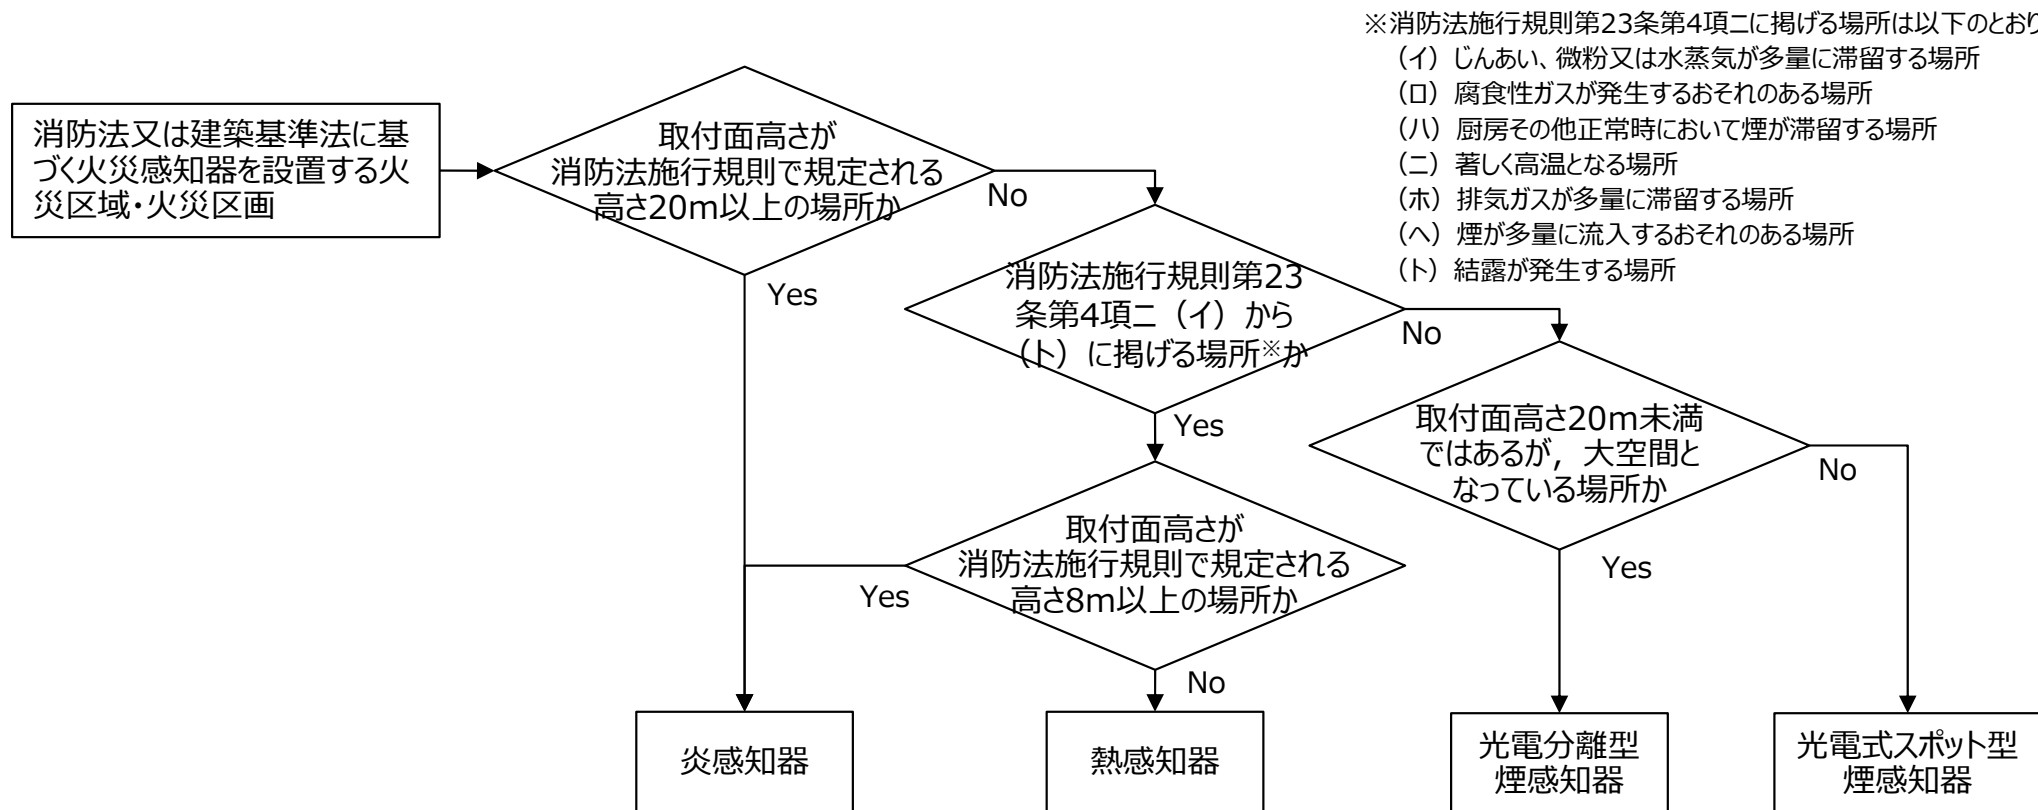 ※消防法施行規則第23条第4項ニに掲げる場所は以下のとおり
（イ）じんあい、微粉又は水蒸気が多量に滞留する場所
（ロ）腐食性ガスが発生するおそれのある場所
（ハ）厨房その他正常時において煙が滞留する場所
（ニ）著しく高温となる場所
（ホ）排気ガスが多量に滞留する場所
（ヘ）煙が多量に流入するおそれのある場所
（ト）結露が発生する場所
消防法又は建築基準法に基
づく火災感知器を設置する火
災区域・火災区画
取付面高さが
消防法施行規則で規定される
高さ20m以上の場所か
No
Yes
消防法施行規則第23
条第4項ニ（イ）から
（ト）に掲げる場所※か
No
Yes
取付面高さ20m未満
ではあるが，大空間と
なっている場所か
No
Yes
取付面高さが
消防法施行規則で規定される
高さ8m以上の場所か
Yes
No
炎感知器
熱感知器
光電分離型
煙感知器
光電式スポット型
煙感知器